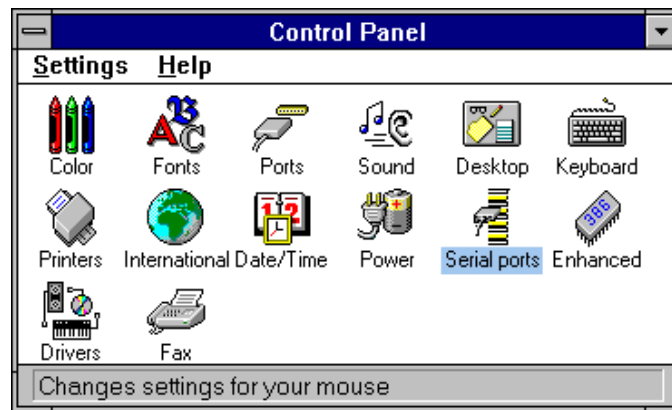 Control Panel
Settings Help
Color Fonts Ports Sound Desktop Keyboard
386
Printers International Date/Time Power Serial ports Enhanced
Drivers Fax
Changes settings for your mouse